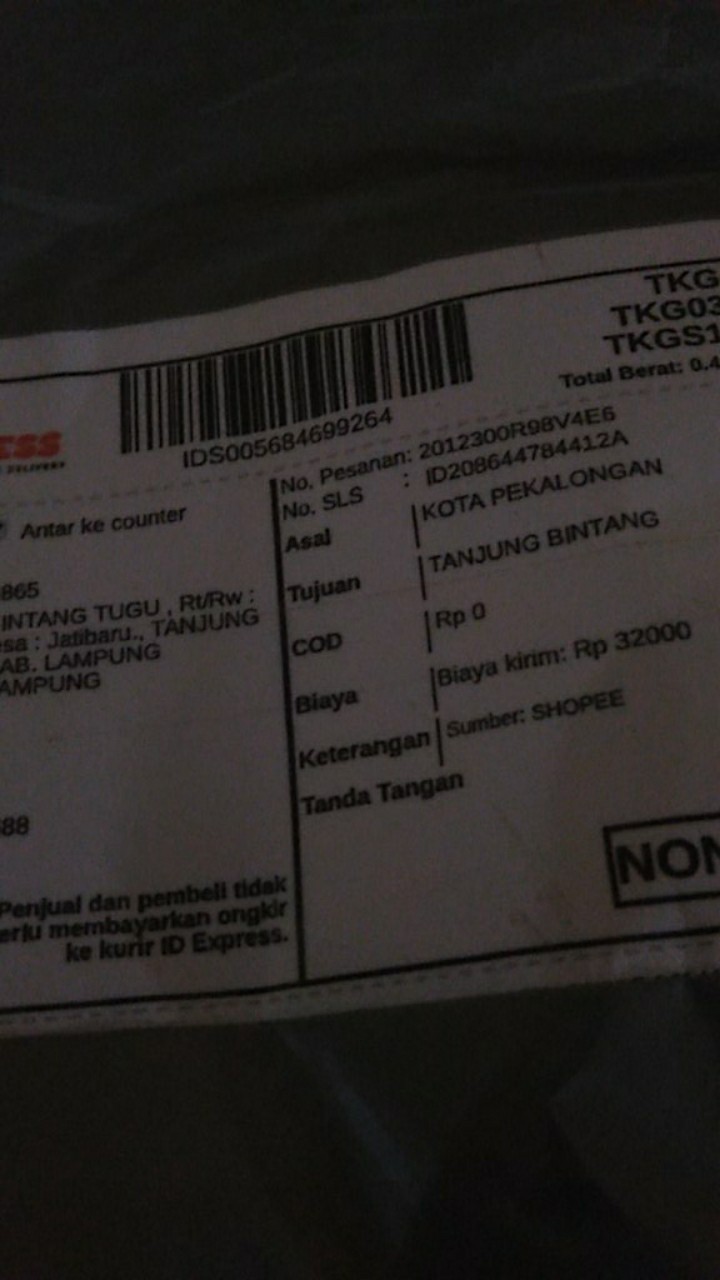 TKG
TKG03
TKGS1
Total Berat: 0.4
IDS005684699264
ESS
DELIVERY
Antar ke counter
No. Pesanan: 2012300R98V4E6
No. SLS : ID208644784412A
Asal KOTA PEKALONGAN
Tujuan TANJUNG BINTANG
COD Rp 0
Biaya Biaya kirim: Rp 32000
Keterangan Sumber: SHOPEE
Tanda Tangan
865
INTANG TUGU , Rt/Rw :
esa : Jatibaru., TANJUNG
AB. LAMPUNG
AMPUNG
88
Penjual dan pembeli tidak
erlu membayarkan ongkir
ke kurir ID Express.
NON